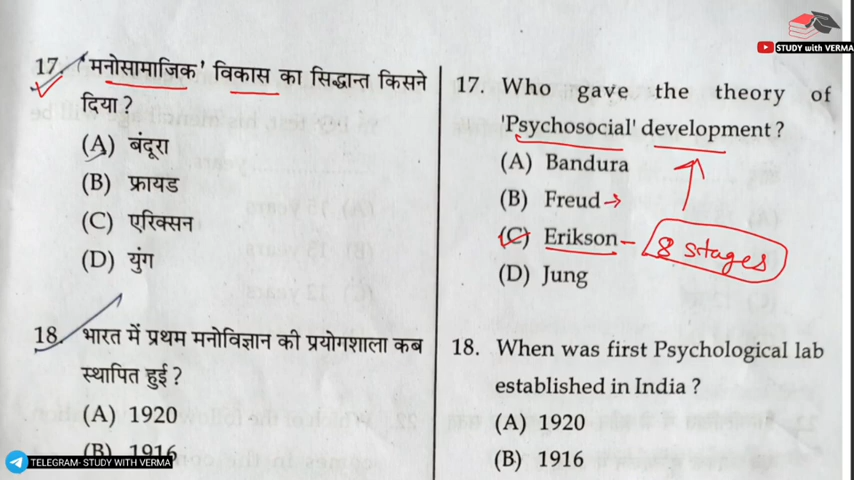 STUDY with VERMA
17. 'मनोसामाजिक' विकास का सिद्धान्त किसने
दिया?
(A) बंदूरा
(B) फ्रायड
(C) एरिक्सन
(D) युंग
18. भारत में प्रथम मनोविज्ञान की प्रयोगशाला कब
स्थापित हुई?
(A) 1920
(B) 1916
17. Who gave the theory of
'Psychosocial' development?
(A) Bandura
(B) Freud
(C) Erikson
8 stages
(D) Jung
18. When was first Psychological lab
established in India ?
(A) 1920
(B) 1916
TELEGRAM- STUDY WITH VERMA